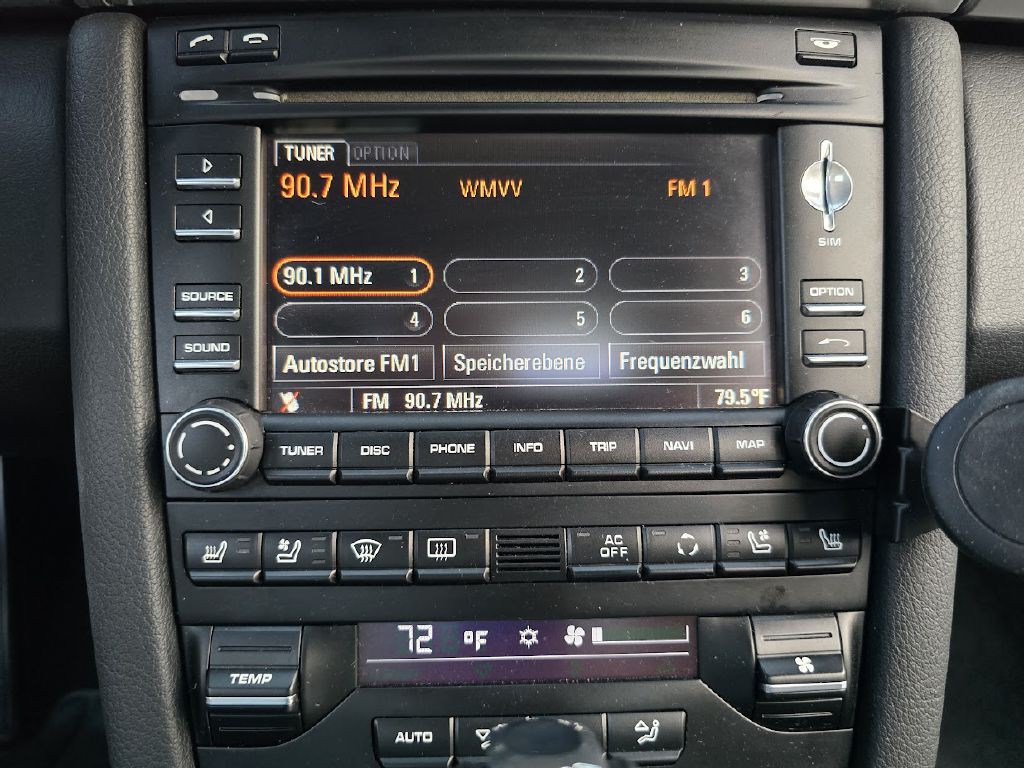 TUNER OPTION
90.7 MHz WMVV FM 1
SIM
90.1 MHz 1 2 3
SOURCE OPTION
4 5 6
SOUND
Autostore FM1 Speicherebene Frequenzwahl
FM 90.7 MHz 79.5°F
TUNER DISC PHONE INFO TRIP NAVI MAP
AC
OFF
72 °F
TEMP
AUTO